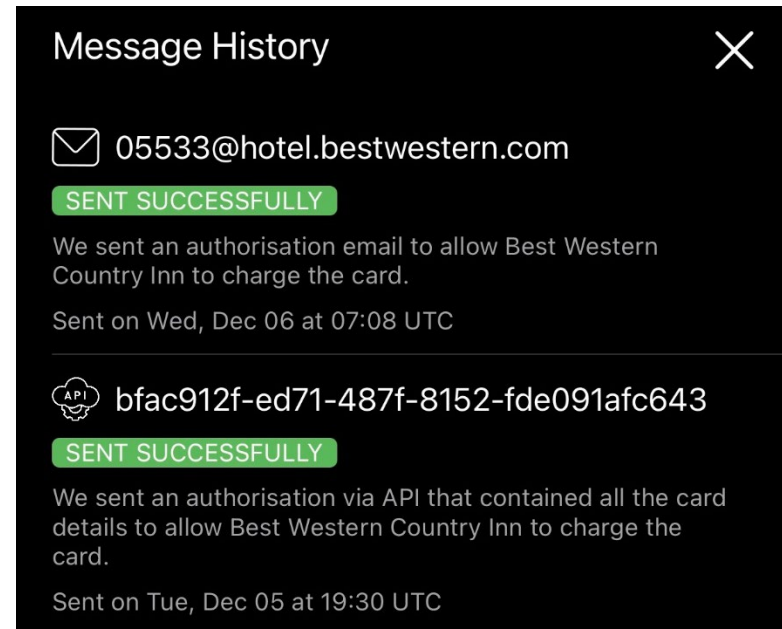 Message History
05533@hotel.bestwestern.com
SENT SUCCESSFULLY
We sent an authorisation email to allow Best Western
Country Inn to charge the card.
Sent on Wed, Dec 06 at 07:08 UTC
API
bfac912f-ed71-487f-8152-fde091afc643
SENT SUCCESSFULLY
We sent an authorisation via API that contained all the card
details to allow Best Western Country Inn to charge the
card.
Sent on Tue, Dec 05 at 19:30 UTC